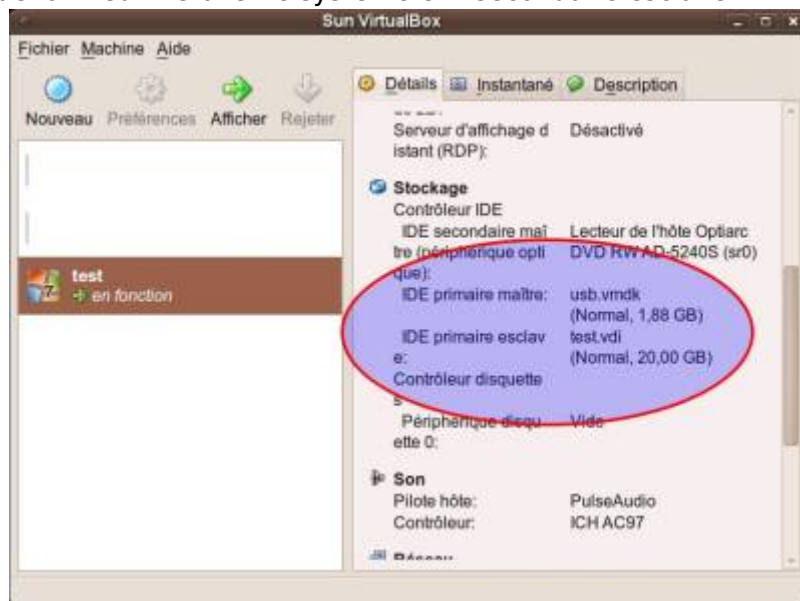 Sun VirtualBox
Fichier Machine Aide
Nouveau Préférences Afficher Rejeter
Détails Instantané Description
Serveur d'affichage d Désactivé
istant (RDP):
Stockage
Contrôleur IDE
IDE secondaire maî Lecteur de l'hôte Optiarc
tre (périphérique opti DVD RW AD-5240S (sr0)
que):
IDE primaire maître: usb.vmdk
(Normal, 1,88 GB)
IDE primaire esclav test.vdi
e: (Normal, 20,00 GB)
Contrôleur disquette
s
Périphérique disqu Vide
ette 0:
test
en fonction
Son
Pilote hôte: PulseAudio
Contrôleur: ICH AC97